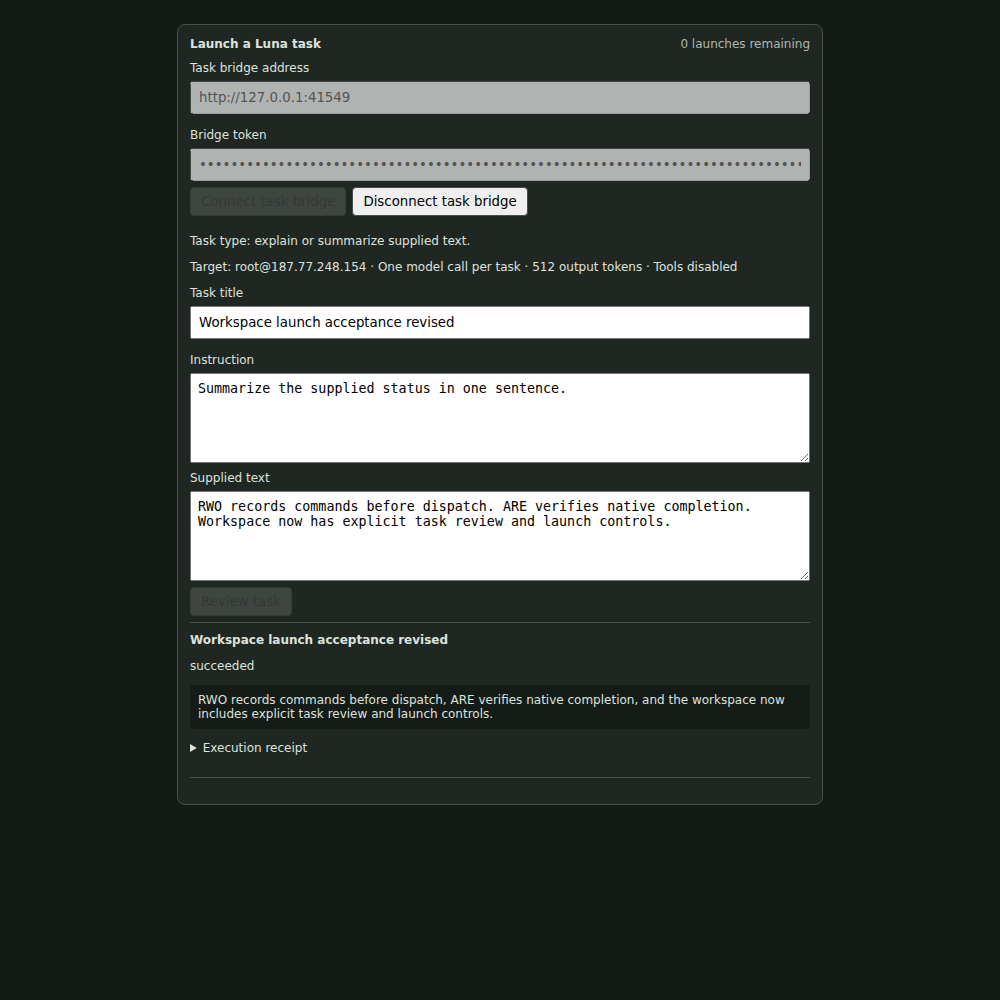 Launch a Luna task
0 launches remaining
Task bridge address
http://127.0.0.1:41549
Bridge token
Connect task bridge
Disconnect task bridge
Task type: explain or summarize supplied text.
Target: root@187.77.248.154 · One model call per task · 512 output tokens · Tools disabled
Task title
Workspace launch acceptance revised
Instruction
Summarize the supplied status in one sentence.
Supplied text
RWO records commands before dispatch. ARE verifies native completion.
Workspace now has explicit task review and launch controls.
Review task
Workspace launch acceptance revised
succeeded
RWO records commands before dispatch, ARE verifies native completion, and the workspace now
includes explicit task review and launch controls.
Execution receipt